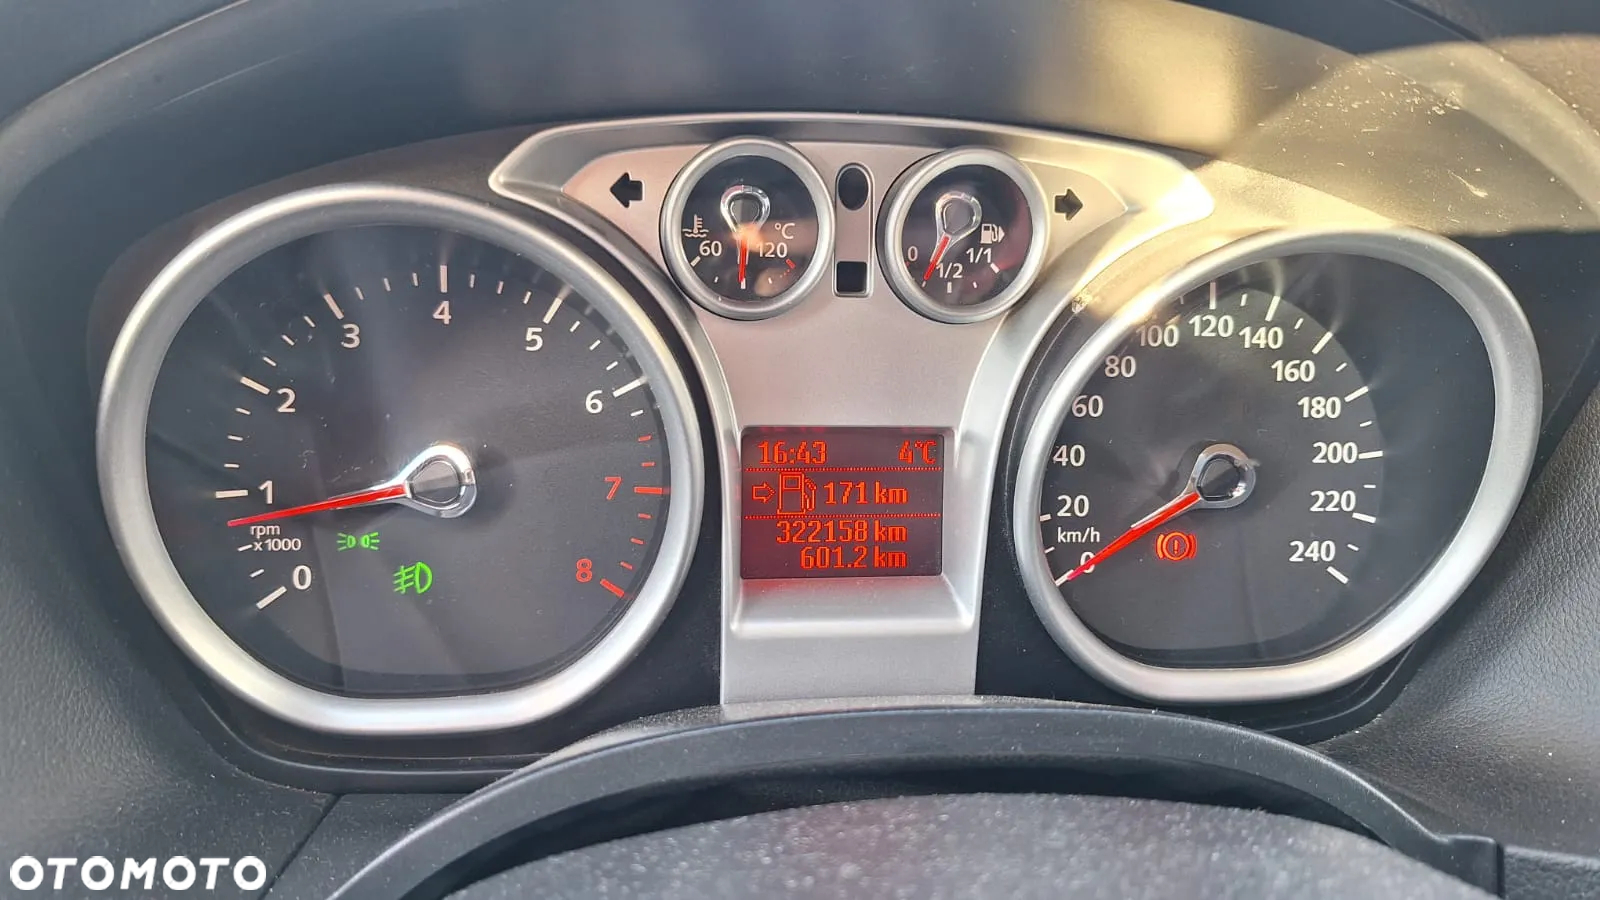 60 120 °C
0 1/2 1/1
0 1 2 3 4 5 6 7 8
rpm
x1000
16:43 4°C
171 km
322158 km
601.2 km
0 20 40 60 80 100 120 140 160 180 200 220 240
km/h
OTOMOTO